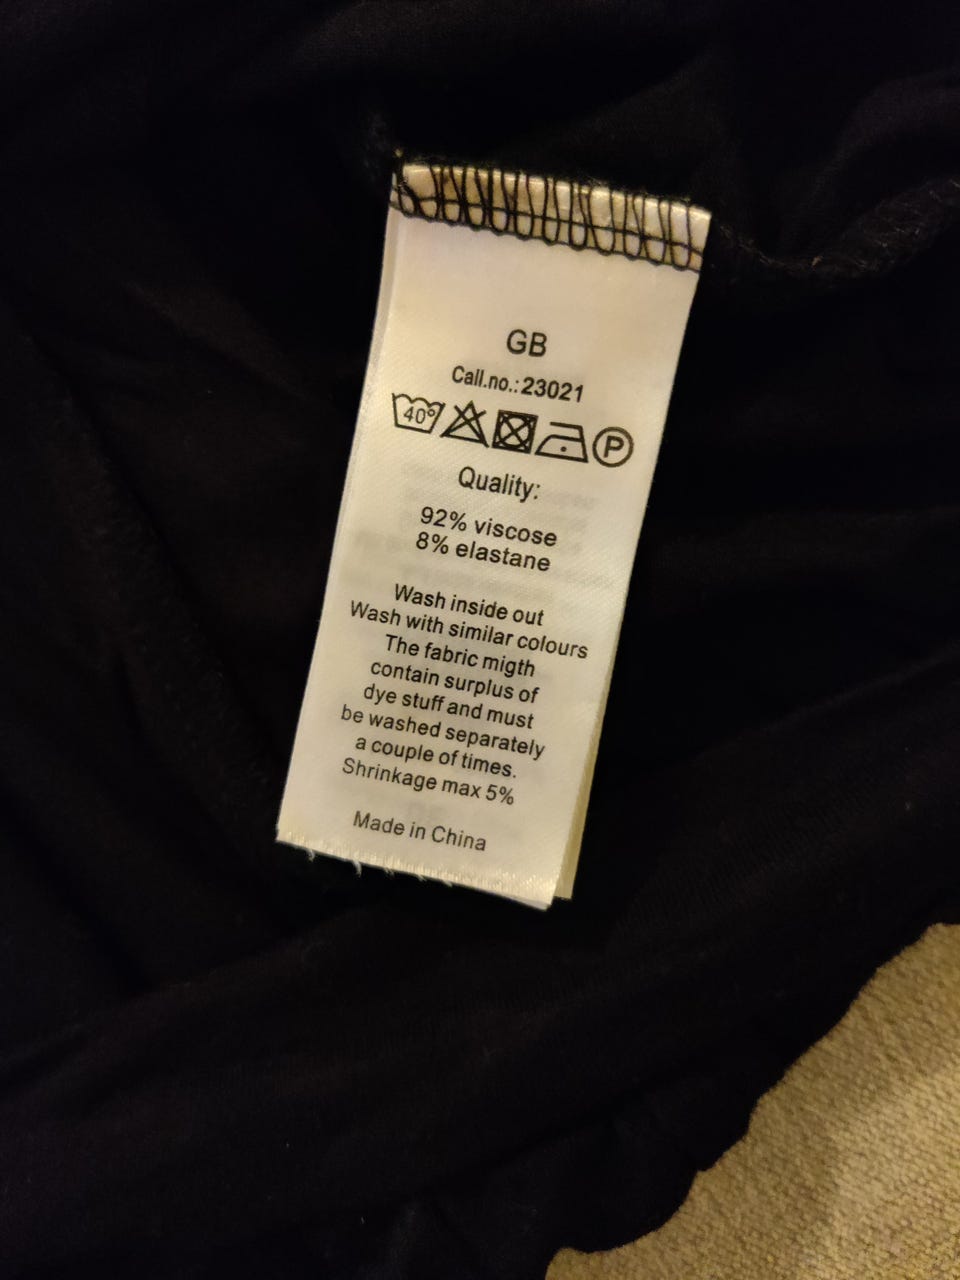 GB
Call.no.: 23021
40°
P
Quality:
92% viscose
8% elastane
Wash inside out
Wash with similar colours
The fabric migth
contain surplus of
dye stuff and must
be washed separately
a couple of times.
Shrinkage max 5%
Made in China